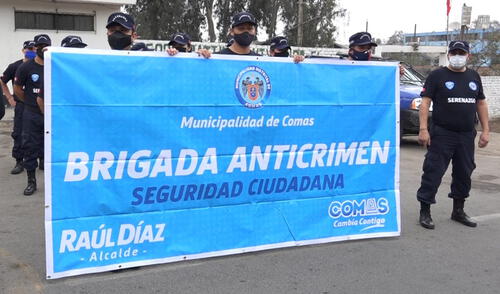 Municipalidad de Comas
BRIGADA ANTICRIMEN
SEGURIDAD CIUDADANA
RAÚL DÍAZ
- Alcalde -
COMAS
Cambia Contigo
SERENAZGO